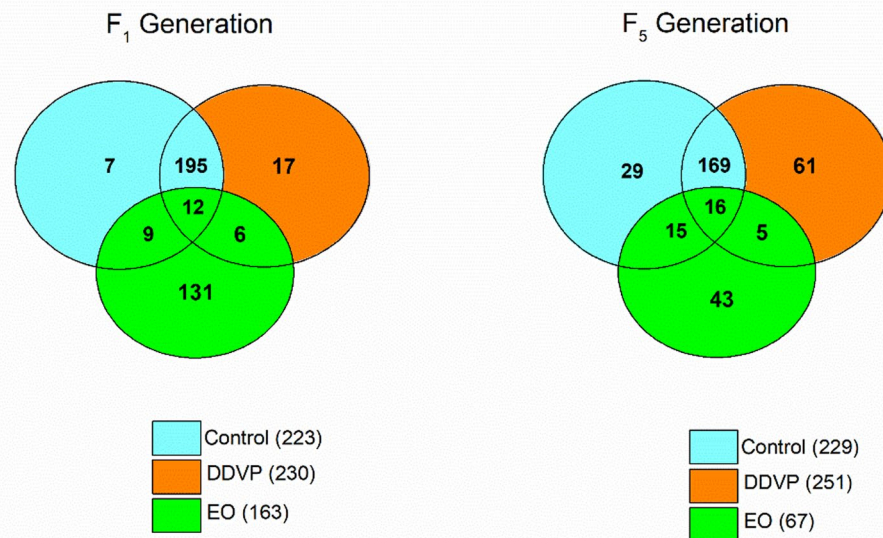 F₁ Generation
7
195
17
12
9
6
131
Control (223)
DDVP (230)
EO (163)
F₅ Generation
29
169
61
16
15
5
43
Control (229)
DDVP (251)
EO (67)